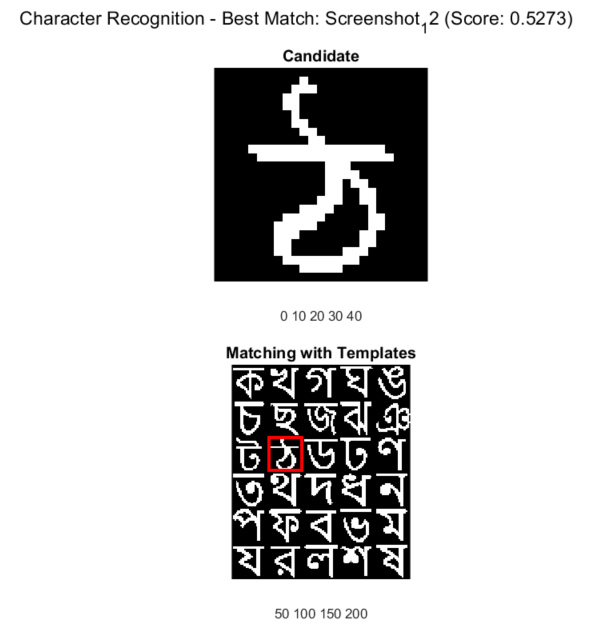 Character Recognition - Best Match: Screenshot₁2 (Score: 0.5273)
Candidate
ঠ
0 10 20 30 40
Matching with Templates
ক খ গ ঘ ঙ
চ ছ জ ঝ ঞ
ট ঠ ড ঢ ণ
ত থ দ ধ ন
প ফ ব ভ ম
য র ল শ ষ
50 100 150 200